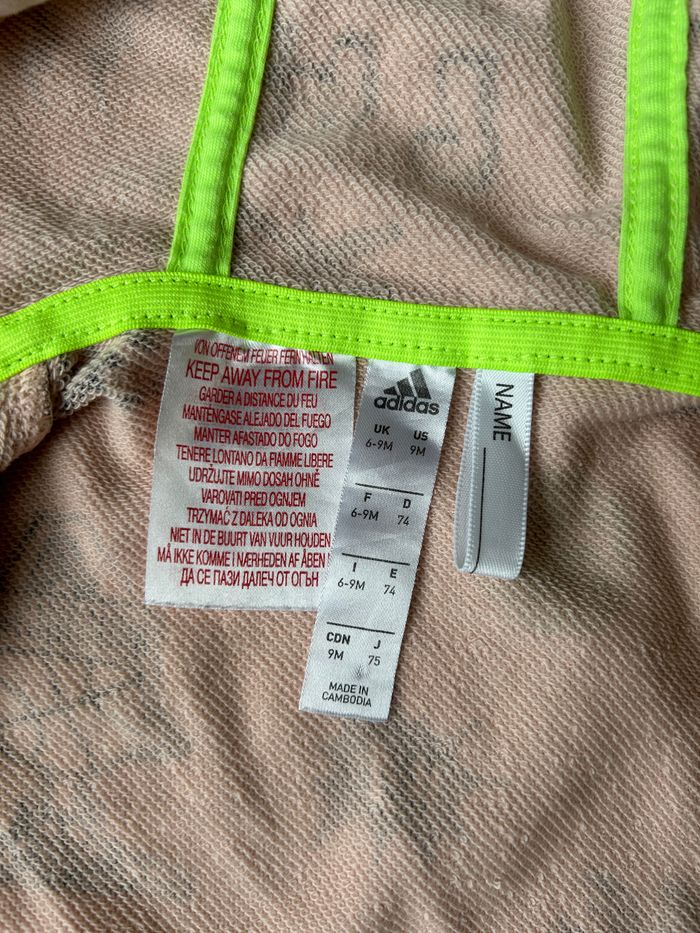 VON OFFENEM FEUER FERNHALTEN
KEEP AWAY FROM FIRE
GARDER A DISTANCE DU FEU
MANTÉNGASE ALEJADO DEL FUEGO
MANTER AFASTADO DO FOGO
TENERE LONTANO DA FIAMME LIBERE
UDRŽUJTE MIMO DOSAH OHNĚ
VAROVATI PRED OGNJEM
TRZYMAĆ Z DALEKA OD OGNIA
NIET IN DE BUURT VAN VUUR HOUDEN
MÅ IKKE KOMME I NÆRHEDEN AF ÅBEN
ДА СЕ ПАЗИ ДАЛЕЧ ОТ ОГЪН
adidas
UK US
6-9M 9M
F D
6-9M 74
I E
6-9M 74
CDN J
9M 75
MADE IN
CAMBODIA
NAME